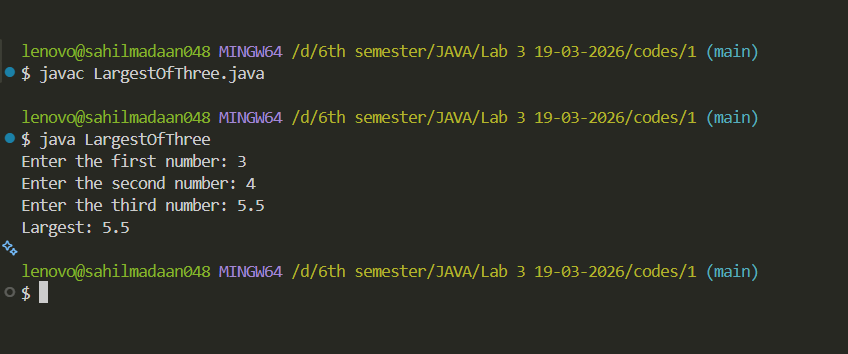 lenovo@sahilmadaan048 MINGW64 /d/6th semester/JAVA/Lab 3 19-03-2026/codes/1 (main)
$ javac LargestOfThree.java
lenovo@sahilmadaan048 MINGW64 /d/6th semester/JAVA/Lab 3 19-03-2026/codes/1 (main)
$ java LargestOfThree
Enter the first number: 3
Enter the second number: 4
Enter the third number: 5.5
Largest: 5.5
lenovo@sahilmadaan048 MINGW64 /d/6th semester/JAVA/Lab 3 19-03-2026/codes/1 (main)
$